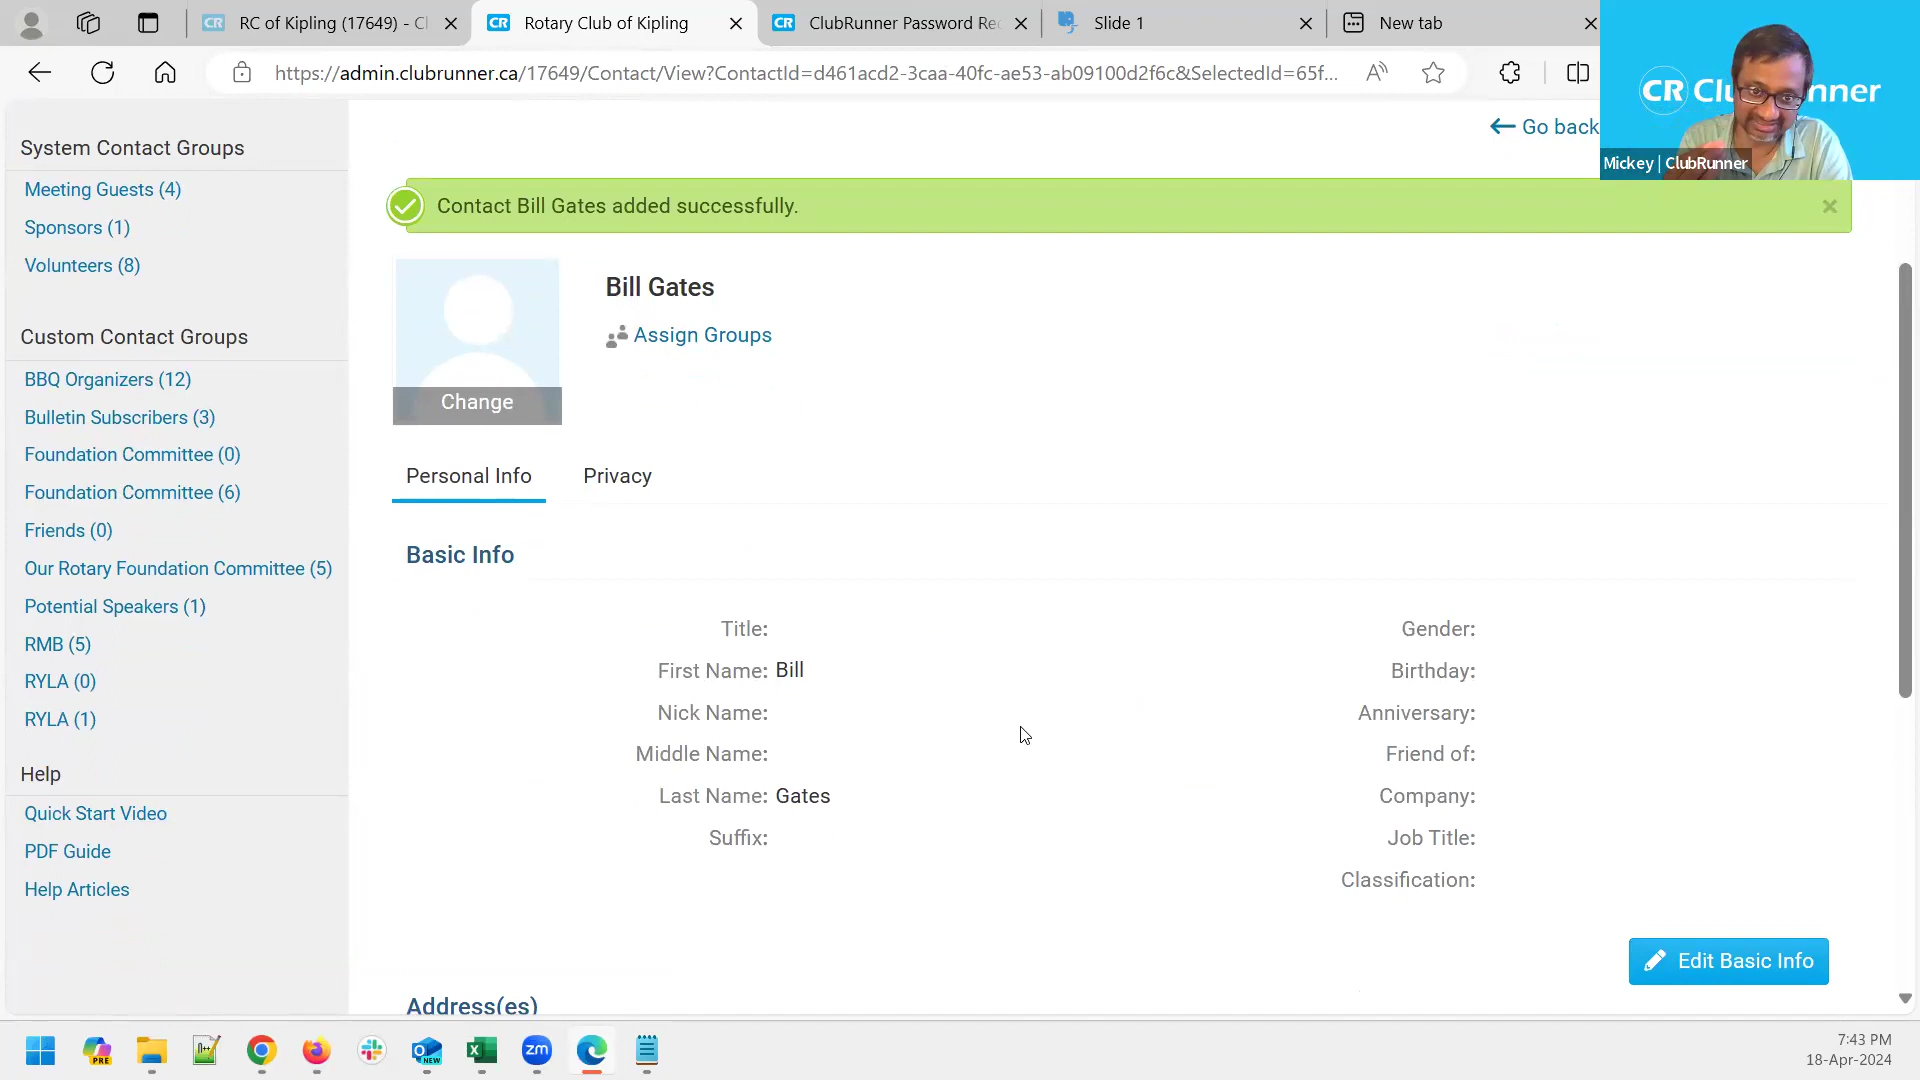 RC of Kipling (17649) - Cl
Rotary Club of Kipling
ClubRunner Password Re
Slide 1
New tab
https://admin.clubrunner.ca/17649/Contact/View?ContactId=d461acd2-3caa-40fc-ae53-ab09100d2f6c&SelectedId=65f...
Mickey | ClubRunner
Go back
System Contact Groups
Meeting Guests (4)
Sponsors (1)
Volunteers (8)
Custom Contact Groups
BBQ Organizers (12)
Bulletin Subscribers (3)
Foundation Committee (0)
Foundation Committee (6)
Friends (0)
Our Rotary Foundation Committee (5)
Potential Speakers (1)
RMB (5)
RYLA (0)
RYLA (1)
Help
Quick Start Video
PDF Guide
Help Articles
Contact Bill Gates added successfully.
Bill Gates
Assign Groups
Change
Personal Info
Privacy
Basic Info
Title:
First Name: Bill
Nick Name:
Middle Name:
Last Name: Gates
Suffix:
Gender:
Birthday:
Anniversary:
Friend of:
Company:
Job Title:
Classification:
Edit Basic Info
Address(es)
7:43 PM
18-Apr-2024